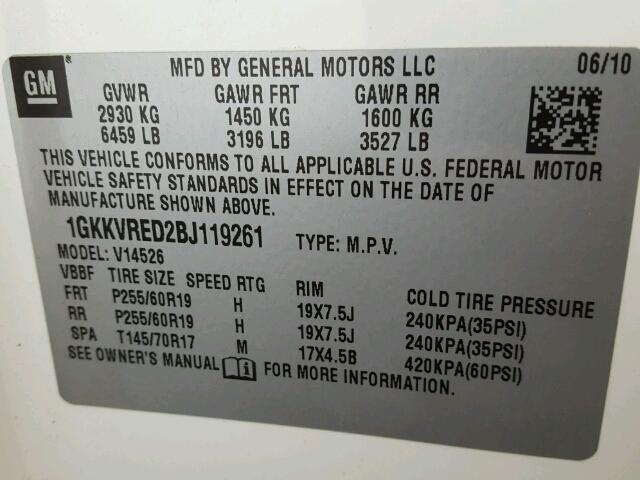 GM® MFD BY GENERAL MOTORS LLC 06/10
GVWR GAWR FRT GAWR RR
2930 KG 1450 KG 1600 KG
6459 LB 3196 LB 3527 LB
THIS VEHICLE CONFORMS TO ALL APPLICABLE U.S. FEDERAL MOTOR
VEHICLE SAFETY STANDARDS IN EFFECT ON THE DATE OF
MANUFACTURE SHOWN ABOVE.
1GKKVRED2BJ119261 TYPE: M.P.V.
MODEL: V14526
VBBF TIRE SIZE SPEED RTG RIM COLD TIRE PRESSURE
FRT P255/60R19 H 19X7.5J 240KPA(35PSI)
RR P255/60R19 H 19X7.5J 240KPA(35PSI)
SPA T145/70R17 M 17X4.5B 420KPA(60PSI)
SEE OWNER'S MANUAL FOR MORE INFORMATION.